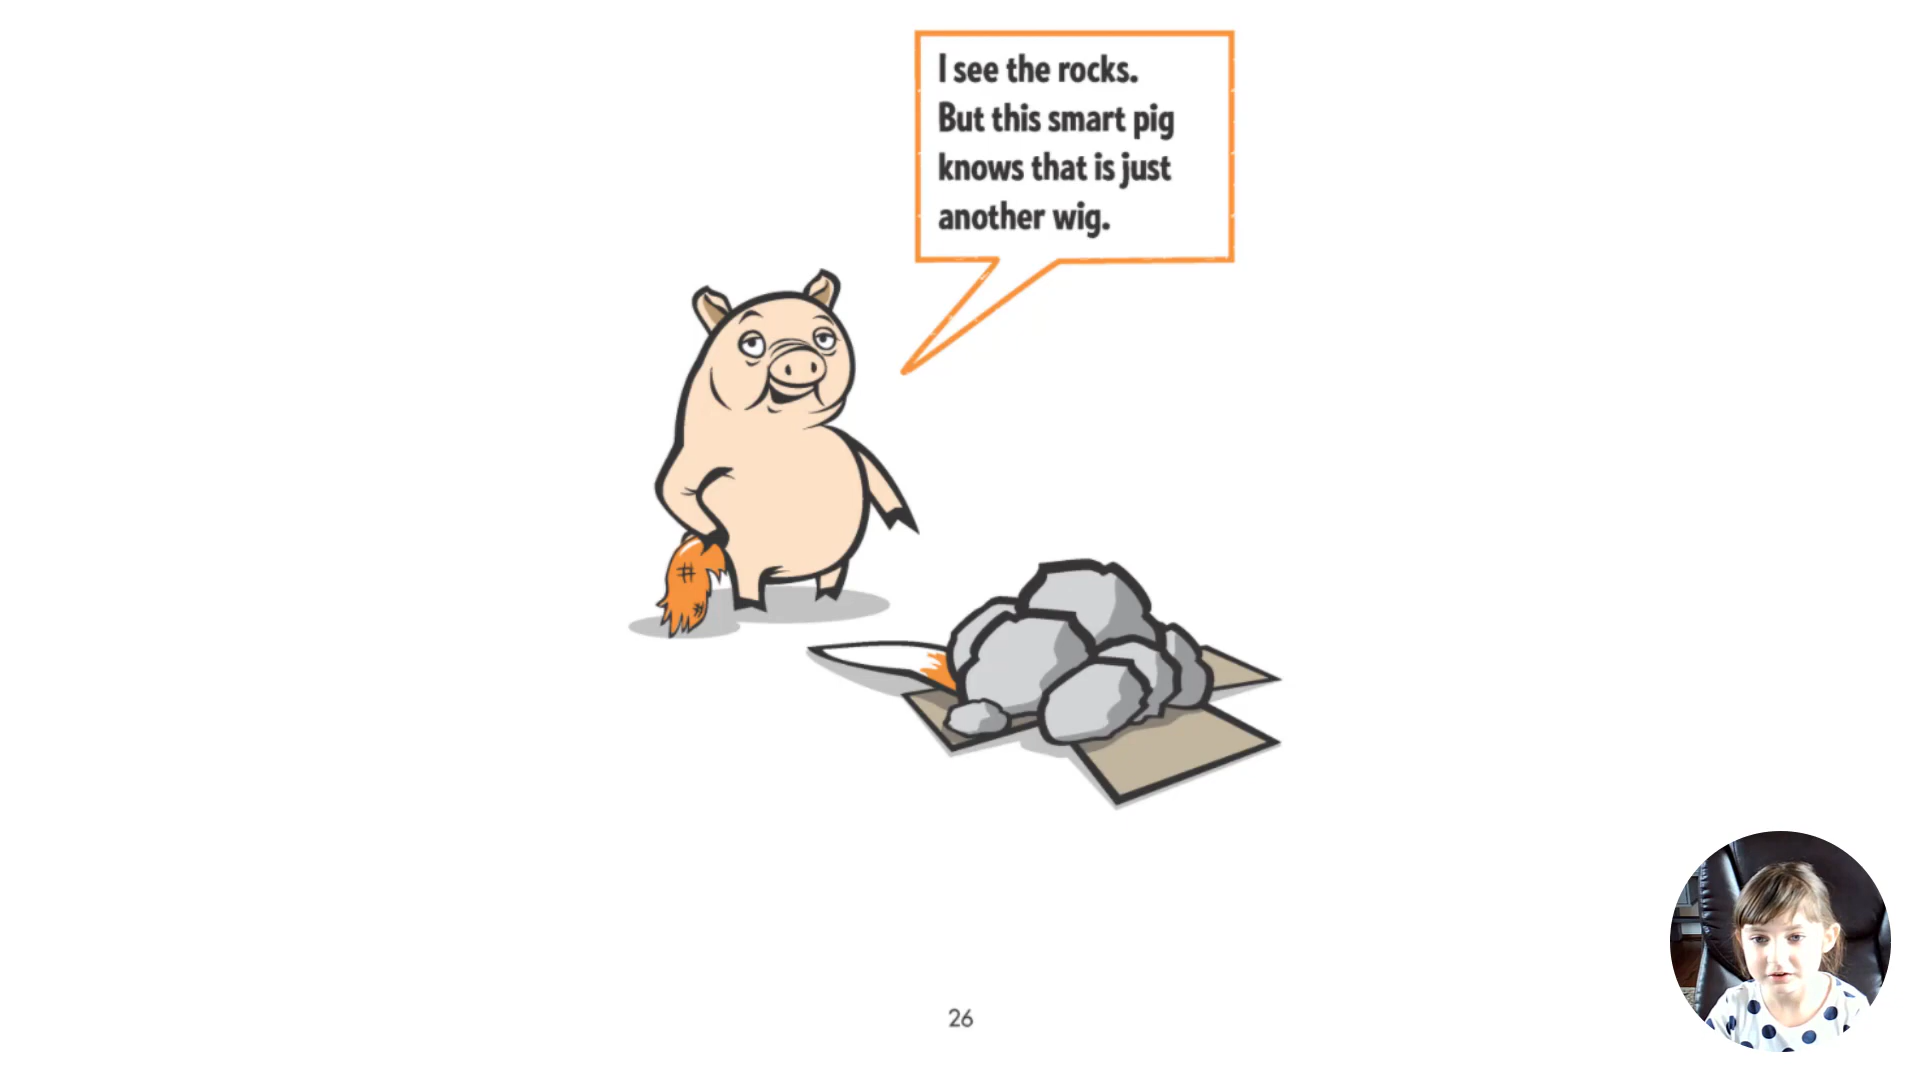 I see the rocks.
But this smart pig
knows that is just
another wig.
26